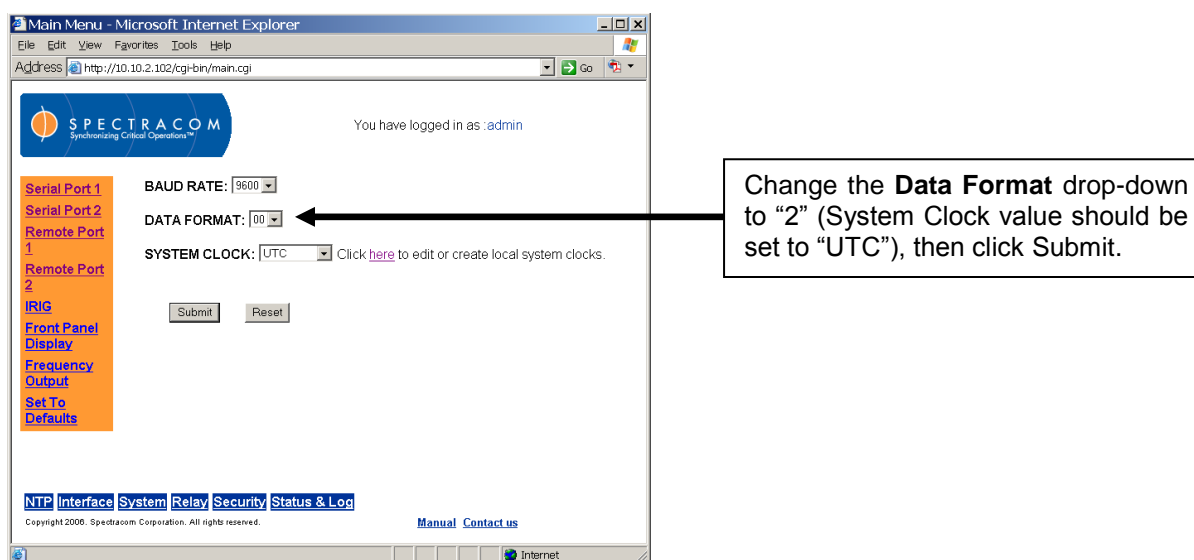 Main Menu - Microsoft Internet Explorer
File Edit View Favorites Tools Help
Address http://10.10.2.102/cgi-bin/main.cgi Go
SPECTRACOM
Synchronizing Critical Operations™
You have logged in as :admin
Serial Port 1
Serial Port 2
Remote Port
1
Remote Port
2
IRIG
Front Panel
Display
Frequency
Output
Set To
Defaults
BAUD RATE: 9600
DATA FORMAT: 00
SYSTEM CLOCK: UTC Click here to edit or create local system clocks.
Submit Reset
Change the Data Format drop-down
to “2” (System Clock value should be
set to “UTC”), then click Submit.
NTP Interface System Relay Security Status & Log
Copyright 2006. Spectracom Corporation. All rights reserved.
Manual Contact us
Internet